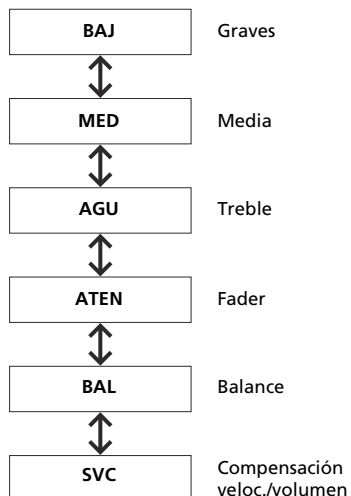 BAJ Graves
MED Media
AGU Treble
ATEN Fader
BAL Balance
SVC Compensación
veloc./volumen